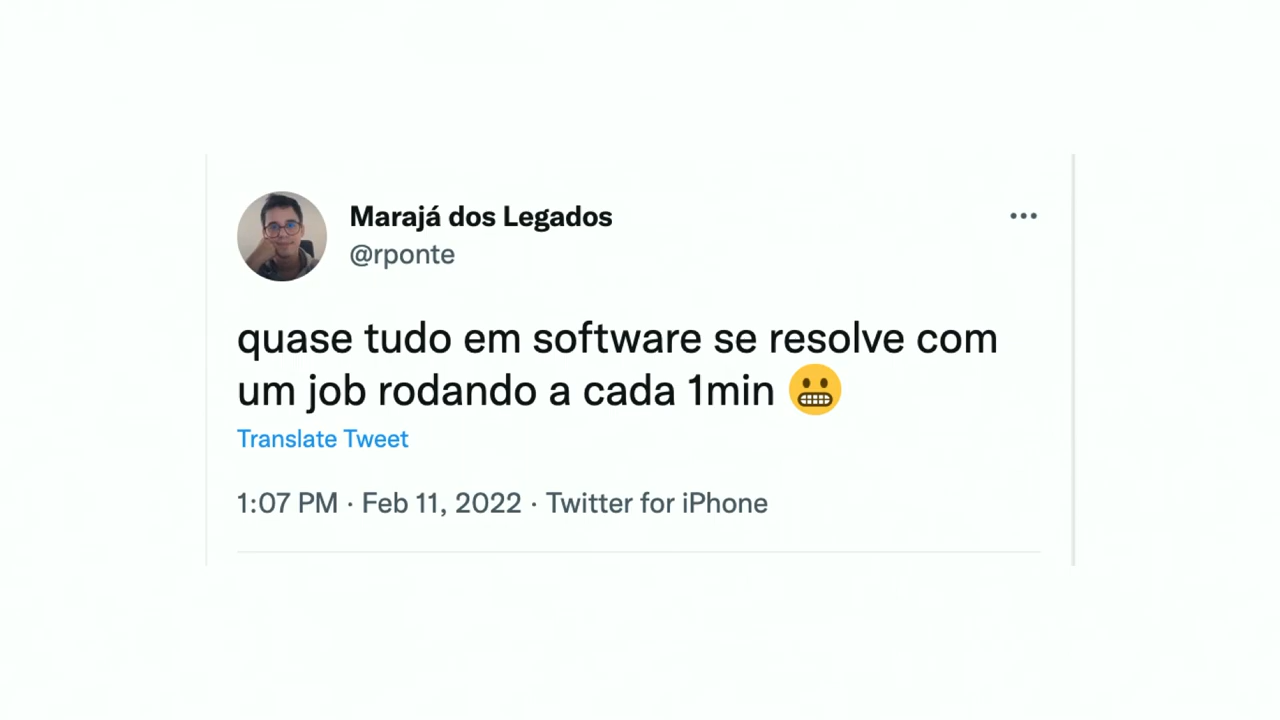 Marajá dos Legados
@rponte
quase tudo em software se resolve com
um job rodando a cada 1min 😬
Translate Tweet
1:07 PM · Feb 11, 2022 · Twitter for iPhone